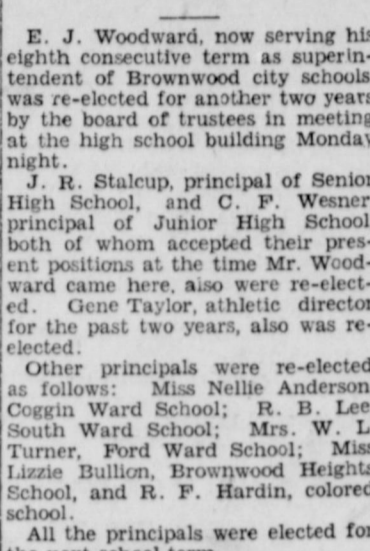 E. J. Woodward, now serving his
eighth consecutive term as superin-
tendent of Brownwood city schools
was re-elected for another two years
by the board of trustees in meeting
at the high school building Monday
night.
J. R. Stalcup, principal of Senior
High School, and C. F. Wesner
principal of Junior High School
both of whom accepted their pres-
ent positions at the time Mr. Wood-
ward came here, also were re-elect-
ed. Gene Taylor, athletic director
for the past two years, also was re-
elected.
Other principals were re-elected
as follows: Miss Nellie Anderson
Coggin Ward School; R. B. Lee
South Ward School; Mrs. W. L
Turner, Ford Ward School; Miss
Lizzie Bullion, Brownwood Heights
School, and R. F. Hardin, colored
school.
All the principals were elected for
the next school term